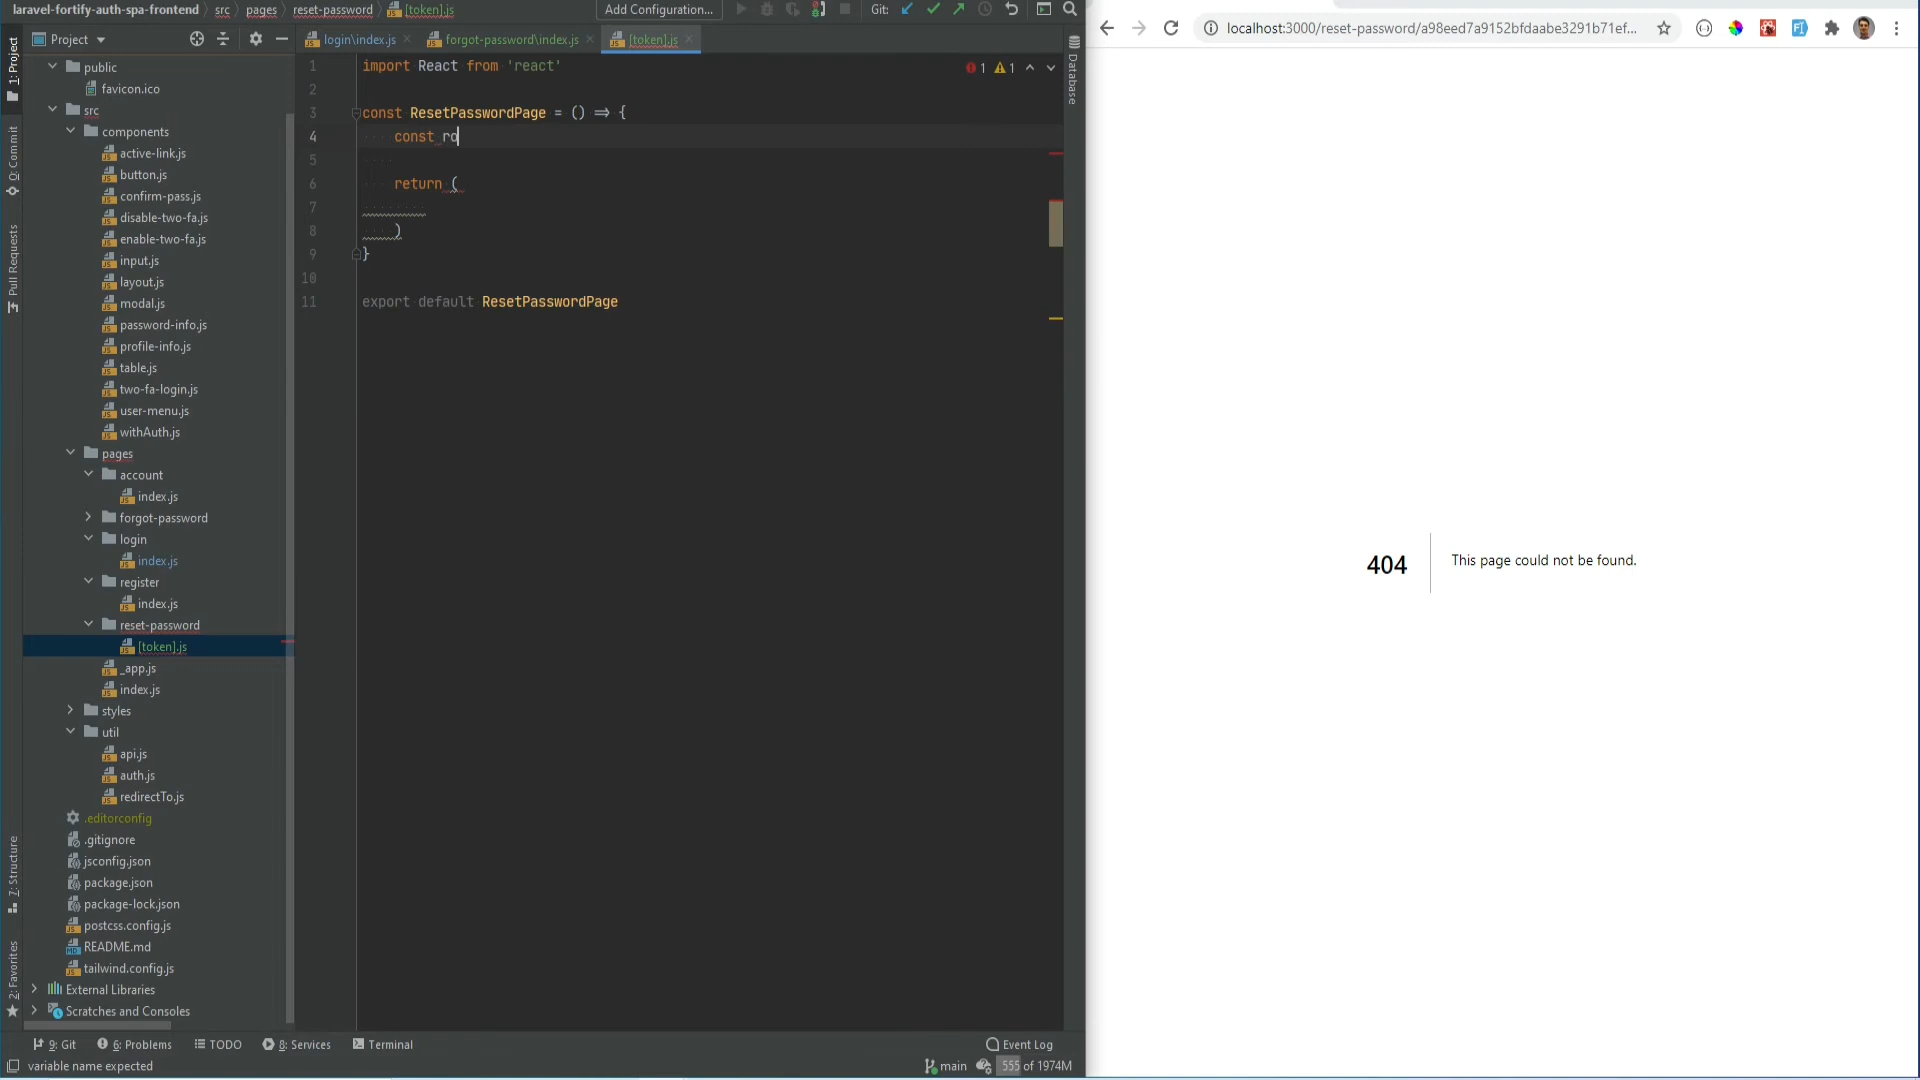 laravel-fortify-auth-spa-frontend src pages reset-password [token].js
Add Configuration...
Git:
Project
login\index.js
forgot-password\index.js
[token].js
localhost:3000/reset-password/a98eed7a9152bfdaabe3291b71ef...
1: Project
0: Commit
Pull Requests
7: Structure
2: Favorites
Database
public
favicon.ico
src
components
active-link.js
button.js
confirm-pass.js
disable-two-fa.js
enable-two-fa.js
input.js
layout.js
modal.js
password-info.js
profile-info.js
table.js
two-fa-login.js
user-menu.js
withAuth.js
pages
account
index.js
forgot-password
login
index.js
register
index.js
reset-password
[token].js
_app.js
index.js
styles
util
api.js
auth.js
redirectTo.js
.editorconfig
.gitignore
jsconfig.json
package.json
package-lock.json
postcss.config.js
README.md
tailwind.config.js
External Libraries
Scratches and Consoles
1 import React from 'react'
2
3 const ResetPasswordPage = () => {
4 const ro
5
6 return (
7
8 )
9 }
10
11 export default ResetPasswordPage
1 1
404 This page could not be found.
9: Git
6: Problems
TODO
8: Services
Terminal
Event Log
variable name expected
main
555 of 1974M